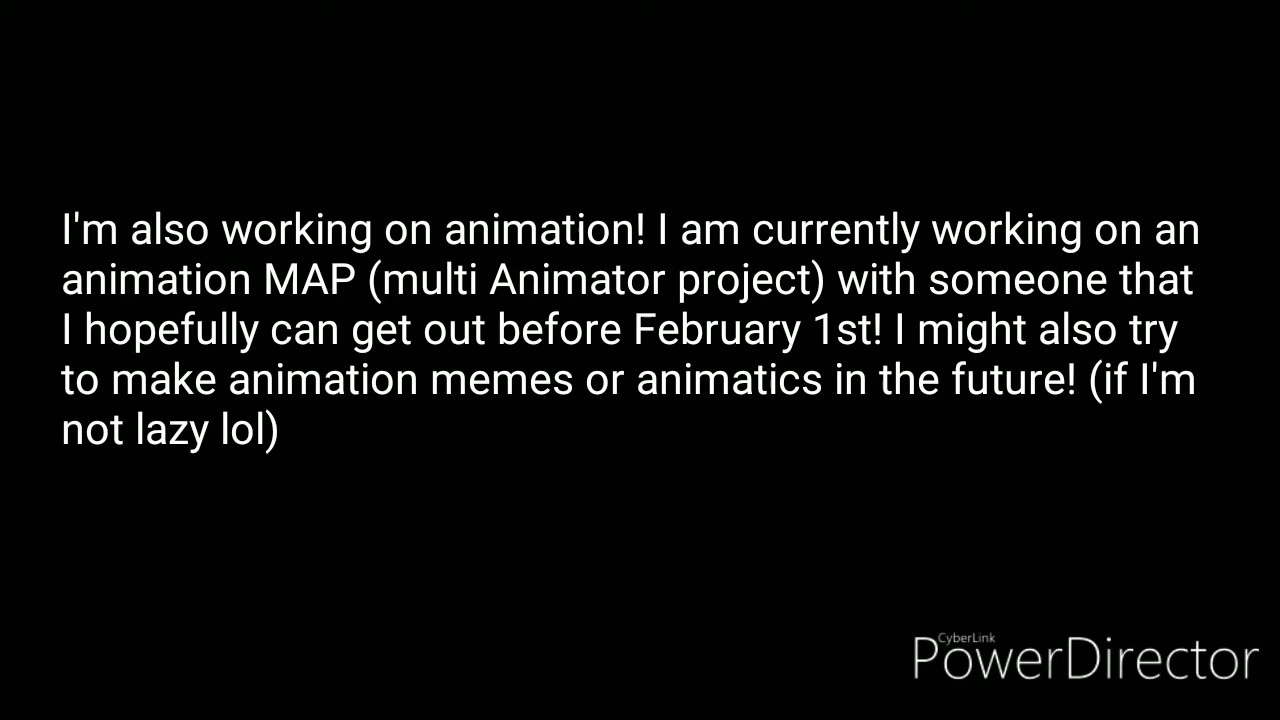 I'm also working on animation! I am currently working on an
animation MAP (multi Animator project) with someone that
I hopefully can get out before February 1st! I might also try
to make animation memes or animatics in the future! (if I'm
not lazy lol)
CyberLink
PowerDirector